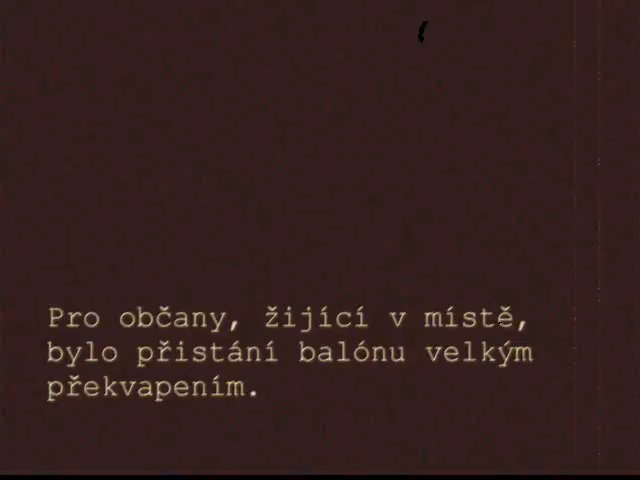 Pro občany, žijící v místě,
bylo přistání balónu velkým
překvapením.